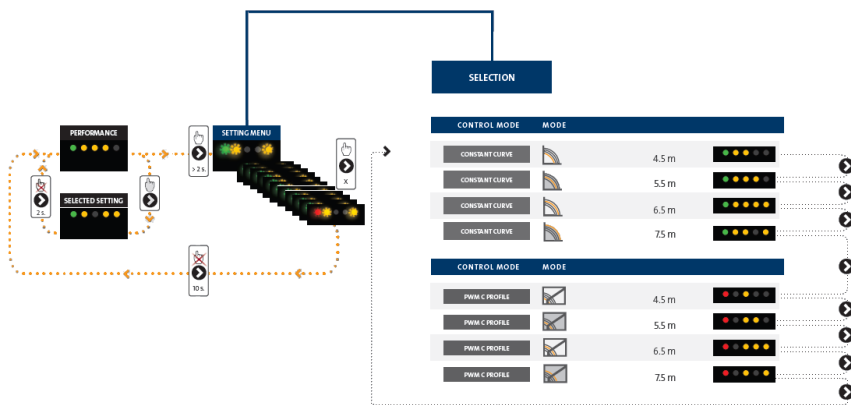 SELECTION
PERFORMANCE
SETTING MENU
> 2 s.
X
SELECTED SETTING
2 s.
10 s.
CONTROL MODE MODE
CONSTANT CURVE 4.5 m
CONSTANT CURVE 5.5 m
CONSTANT CURVE 6.5 m
CONSTANT CURVE 7.5 m
CONTROL MODE MODE
PWM C PROFILE 4.5 m
PWM C PROFILE 5.5 m
PWM C PROFILE 6.5 m
PWM C PROFILE 7.5 m